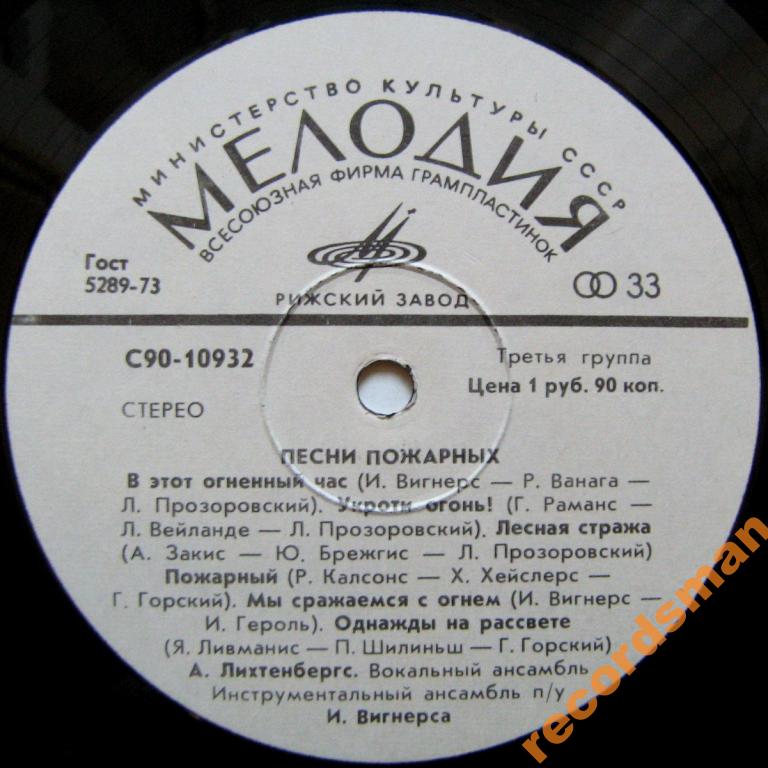 МИНИСТЕРСТВО КУЛЬТУРЫ СССР
МЕЛОДИЯ
ВСЕСОЮЗНАЯ ФИРМА ГРАМПЛАСТИНОК
Гост
5289-73
33
РИЖСКИЙ ЗАВОД
С90-10932
Третья группа
Цена 1 руб. 90 коп.
СТЕРЕО
ПЕСНИ ПОЖАРНЫХ
В этот огненный час (И. Вигнерс — Р. Ванага —
Л. Прозоровский). Укроти огонь! (Г. Раманс —
Л. Вейланде — Л. Прозоровский). Лесная стража
(А. Закис — Ю. Брежгис — Л. Прозоровский)
Пожарный (Р. Калсонс — Х. Хейслерс —
Г. Горский). Мы сражаемся с огнем (И. Вигнерс —
И. Героль). Однажды на рассвете
(Я. Ливманис — П. Шилиньш — Г. Горский)
А. Лихтенбергс. Вокальный ансамбль
Инструментальный ансамбль п/у
И. Вигнерса
recordsman